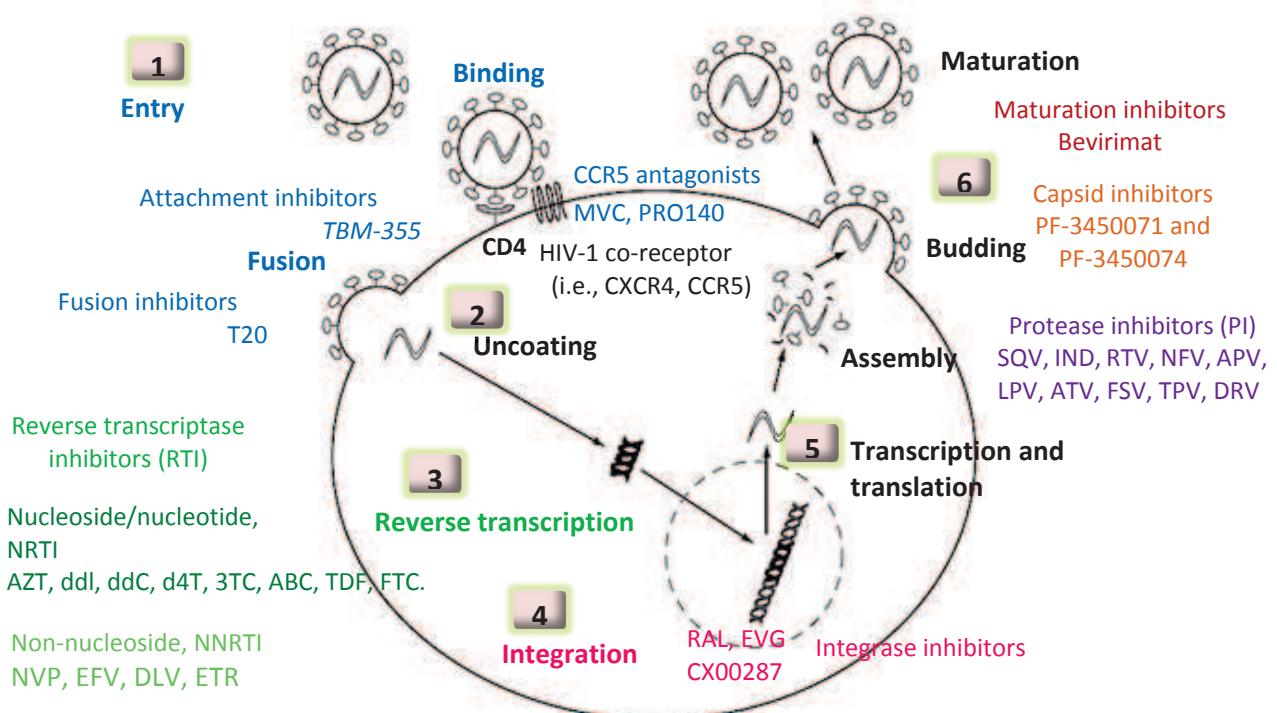 1
Entry
Binding
Maturation
Maturation inhibitors
Bevirimat
6
Attachment inhibitors
TBM-355
CCR5 antagonists
MVC, PRO140
Capsid inhibitors
PF-3450071 and
PF-3450074
Budding
CD4
HIV-1 co-receptor
(i.e., CXCR4, CCR5)
Fusion
Fusion inhibitors
T20
2
Uncoating
Assembly
Protease inhibitors (PI)
SQV, IND, RTV, NFV, APV,
LPV, ATV, FSV, TPV, DRV
Reverse transcriptase
inhibitors (RTI)
3
Reverse transcription
5
Transcription and
translation
Nucleoside/nucleotide,
NRTI
AZT, ddl, ddC, d4T, 3TC, ABC, TDF, FTC.
4
Integration
RAL, EVG
CX00287
Integrase inhibitors
Non-nucleoside, NNRTI
NVP, EFV, DLV, ETR